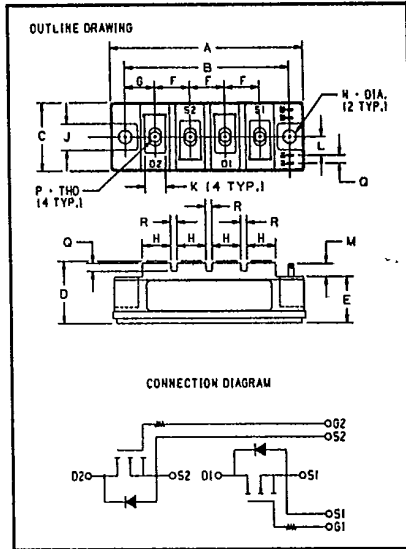 OUTLINE DRAWING
A
B
G F F F
S2 S1
N - DIA.
(2 TYP.)
C J
L
D2 D1
P - THD
(4 TYP.)
K (4 TYP.)
Q
R
R R
Q H H H H M
D E
CONNECTION DIAGRAM
G2
S2
D2 S2 D1 S1
S1
G1